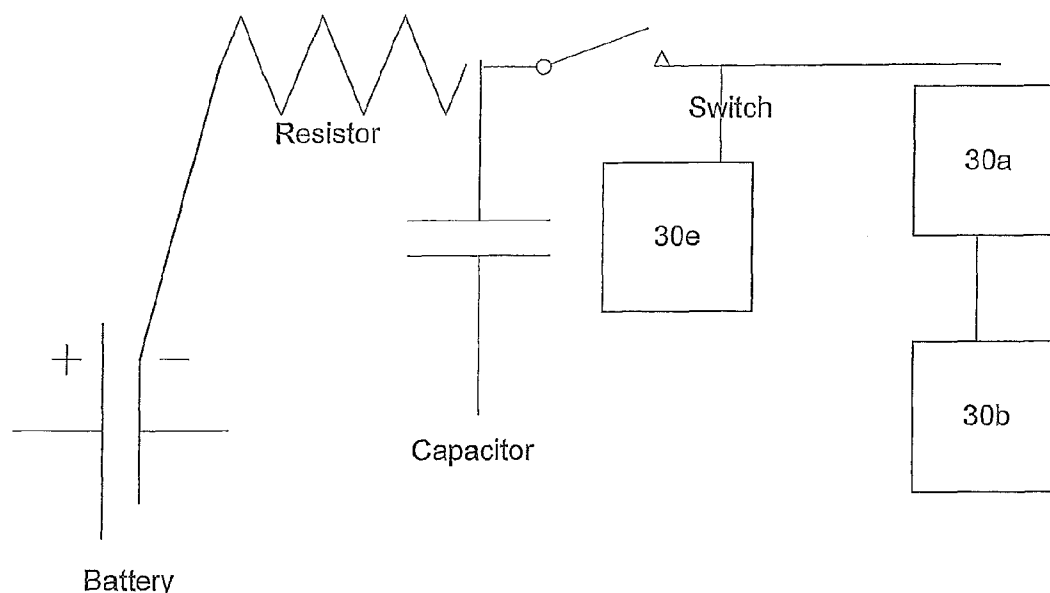 Resistor
Switch
30a
30e
+
−
30b
Capacitor
Battery